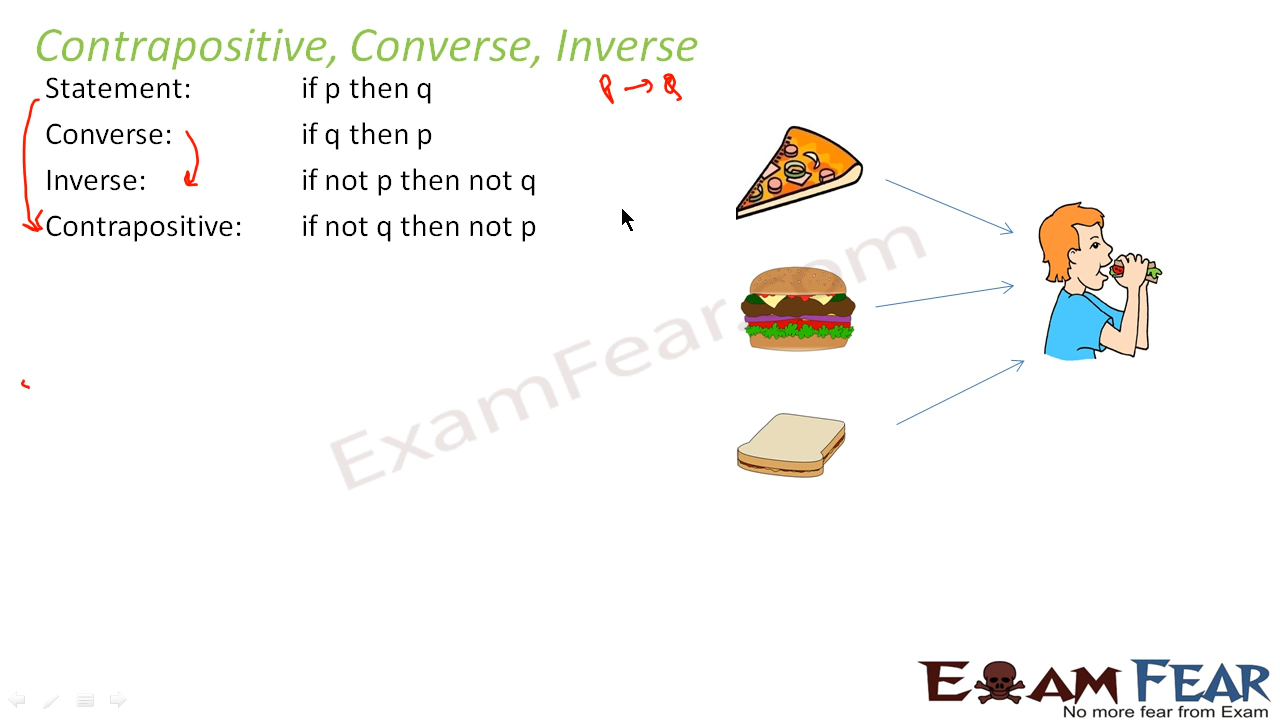 Contrapositive, Converse, Inverse
Statement: if p then q P → Q
Converse: if q then p
Inverse: if not p then not q
Contrapositive: if not q then not p
ExamFear.com
EXAM FEAR
No more fear from Exam